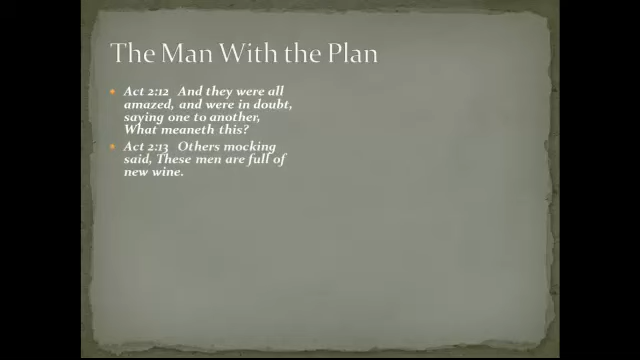 The Man With the Plan
Act 2:12 And they were all
amazed, and were in doubt,
saying one to another,
What meaneth this?
Act 2:13 Others mocking
said, These men are full of
new wine.